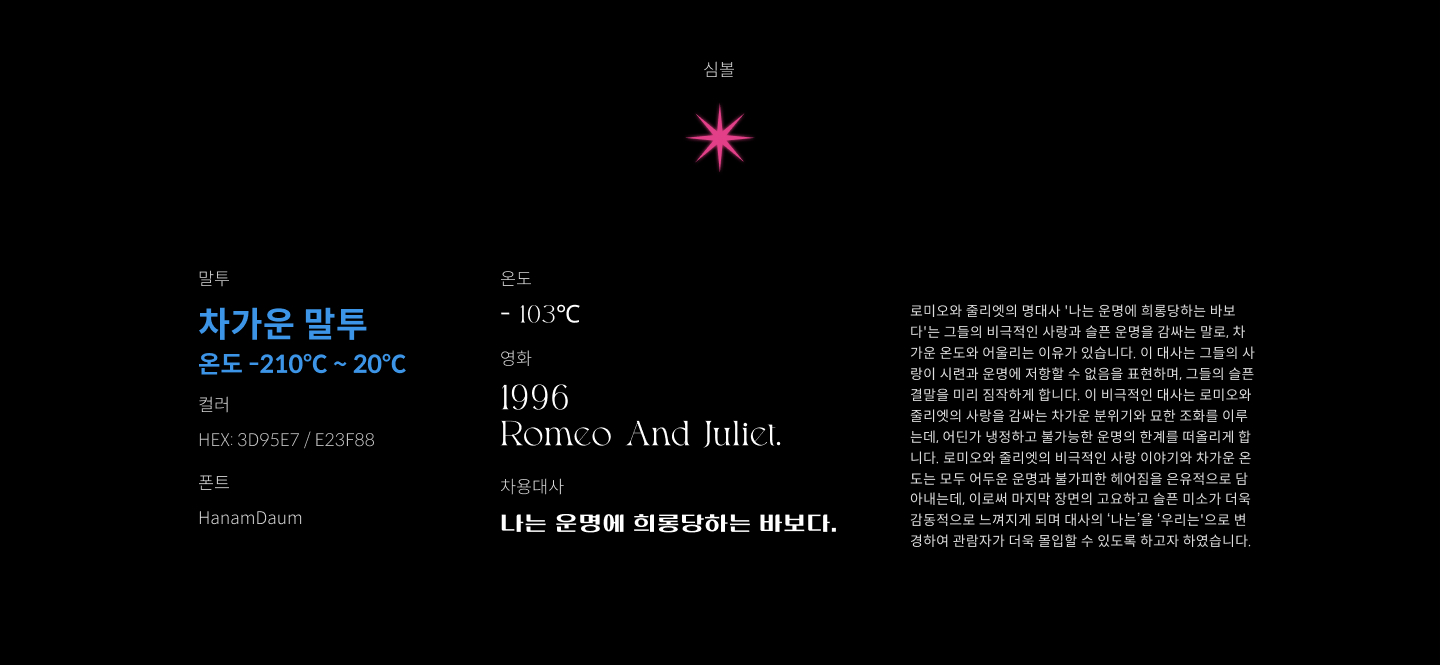 심볼
말투
차가운 말투
온도 -210℃ ~ 20℃
컬러
HEX: 3D95E7 / E23F88
폰트
HanamDaum
온도
- 103℃
영화
1996
Romeo And Juliet.
차용대사
나는 운명에 희롱당하는 바보다.
로미오와 줄리엣의 명대사 '나는 운명에 희롱당하는 바보
다'는 그들의 비극적인 사랑과 슬픈 운명을 감싸는 말로, 차
가운 온도와 어울리는 이유가 있습니다. 이 대사는 그들의 사
랑이 시련과 운명에 저항할 수 없음을 표현하며, 그들의 슬픈
결말을 미리 짐작하게 합니다. 이 비극적인 대사는 로미오와
줄리엣의 사랑을 감싸는 차가운 분위기와 묘한 조화를 이루
는데, 어딘가 냉정하고 불가능한 운명의 한계를 떠올리게 합
니다. 로미오와 줄리엣의 비극적인 사랑 이야기와 차가운 온
도는 모두 어두운 운명과 불가피한 헤어짐을 은유적으로 담
아내는데, 이로써 마지막 장면의 고요하고 슬픈 미소가 더욱
감동적으로 느껴지게 되며 대사의 ‘나는’을 ‘우리는'으로 변
경하여 관람자가 더욱 몰입할 수 있도록 하고자 하였습니다.